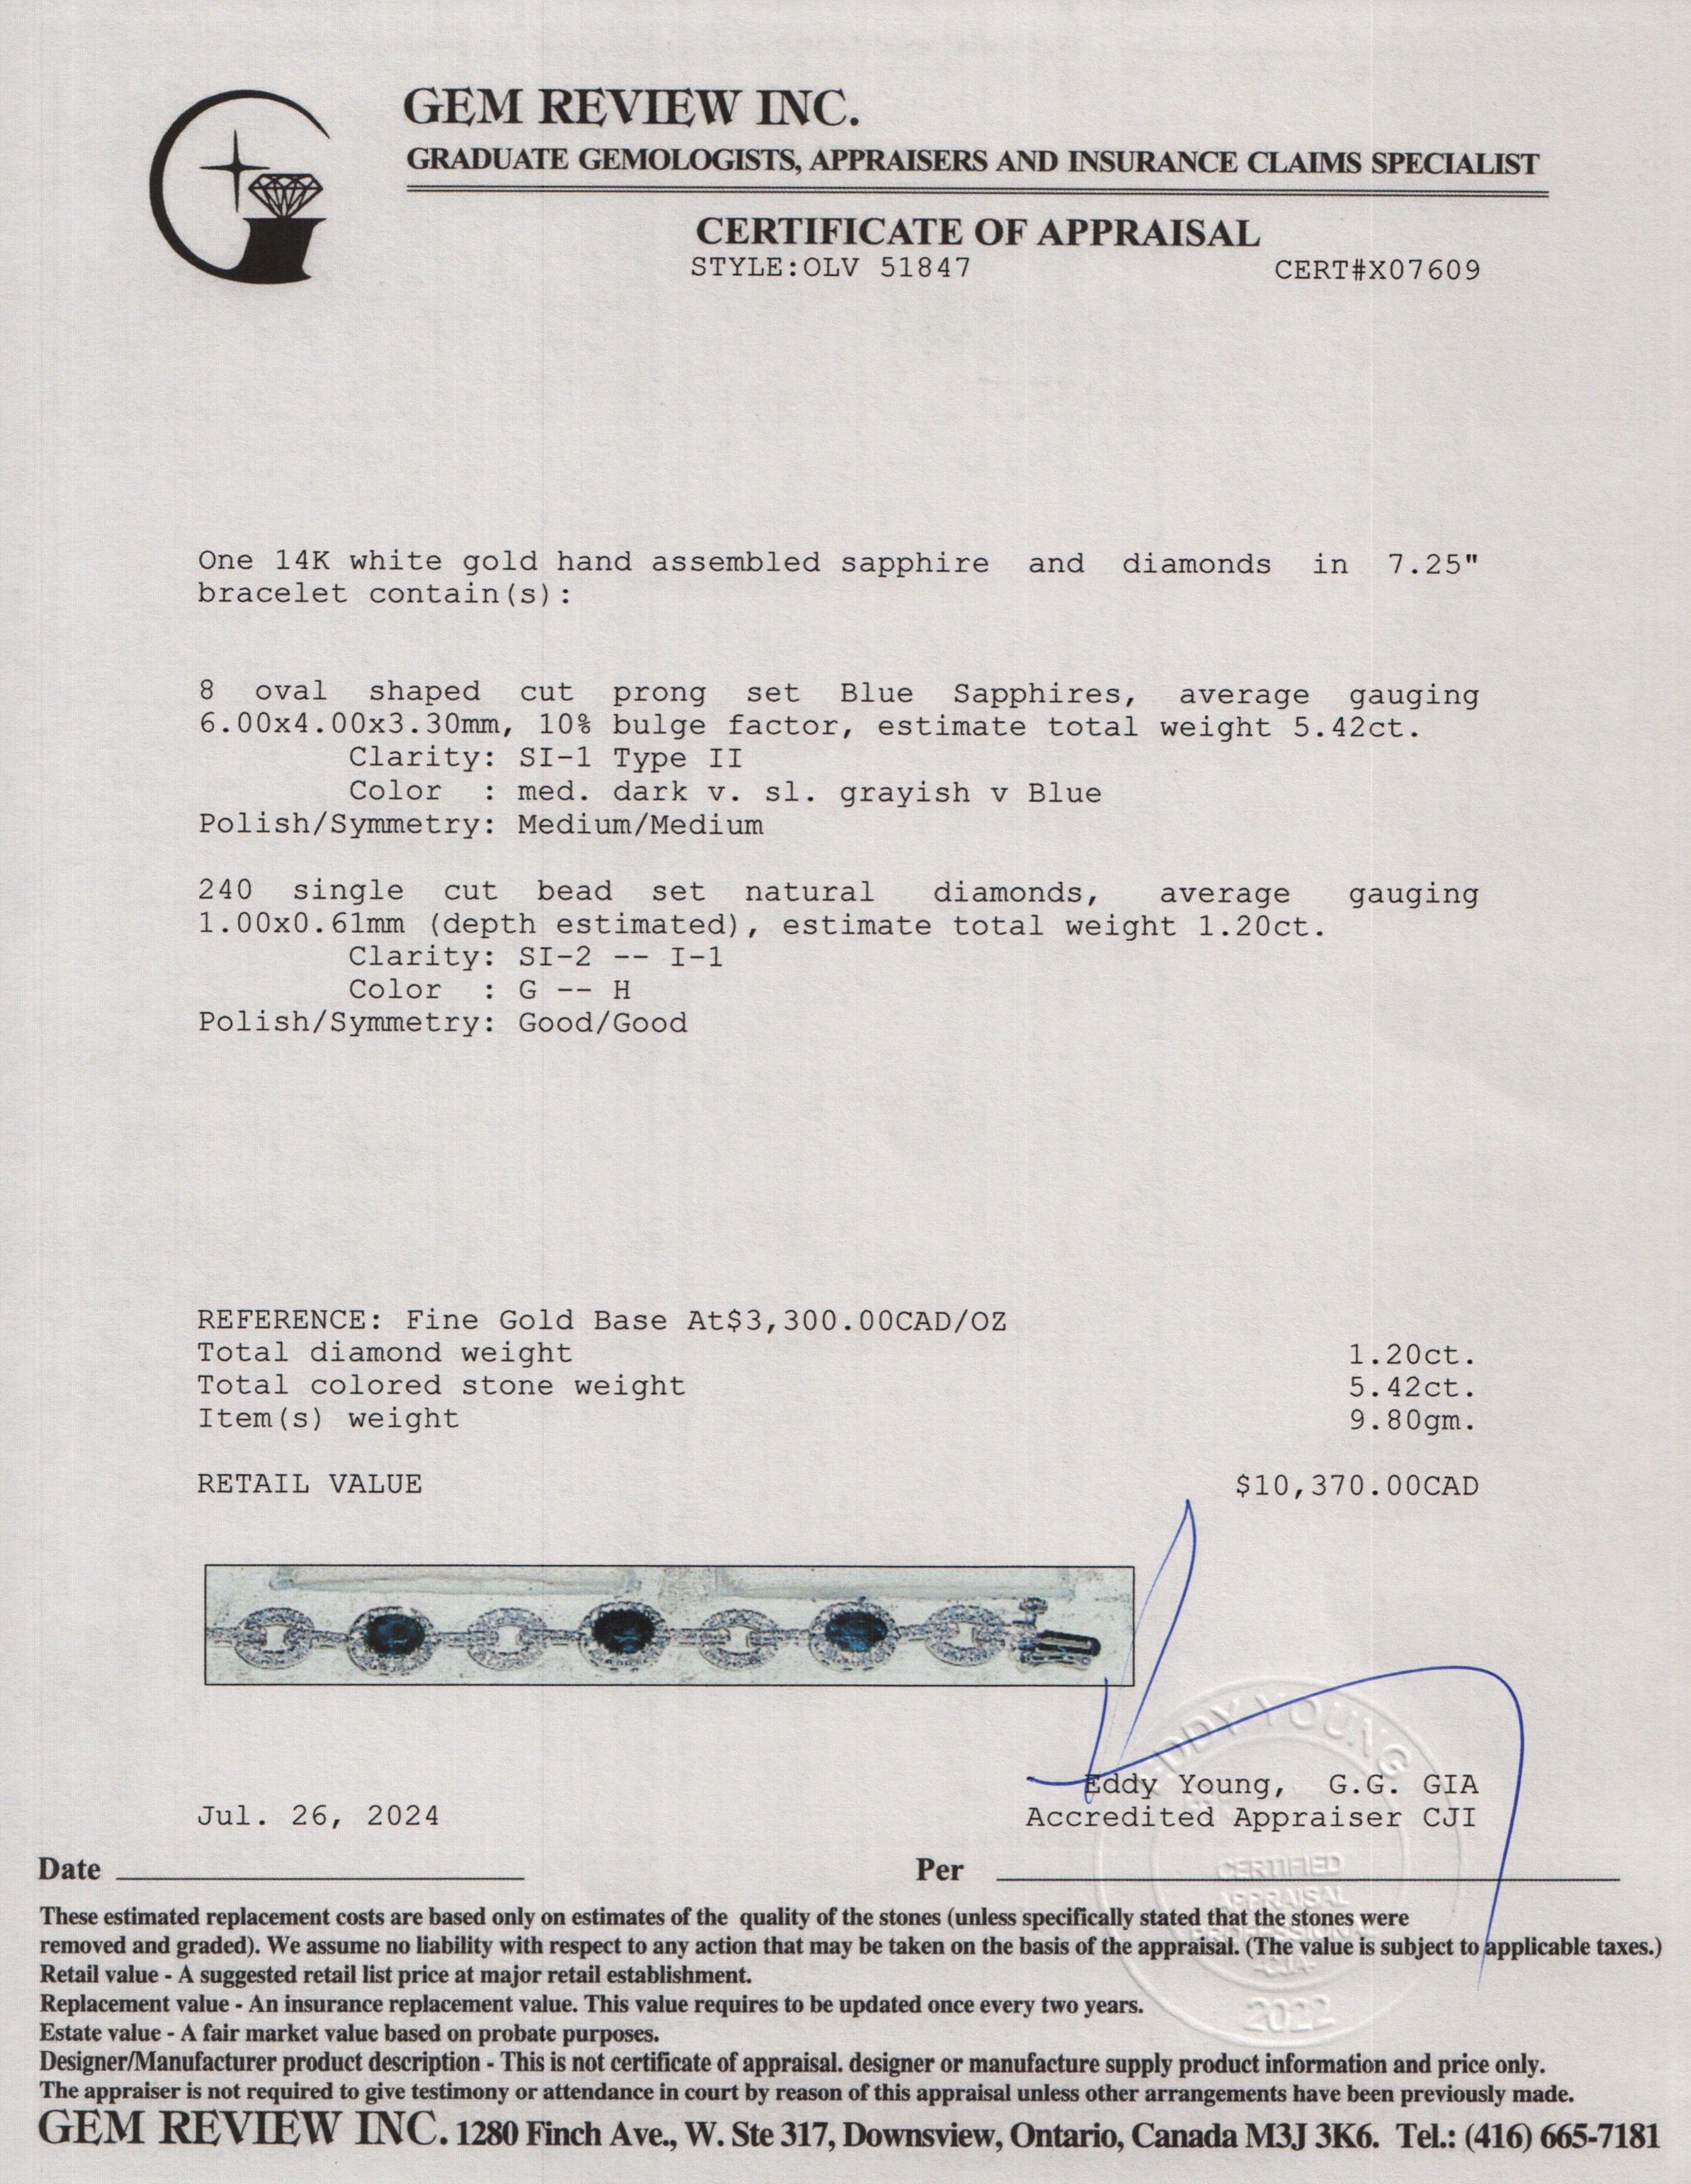 GEM REVIEW INC.
GRADUATE GEMOLOGISTS, APPRAISERS AND INSURANCE CLAIMS SPECIALIST
CERTIFICATE OF APPRAISAL
STYLE:OLV 51847 CERT#X07609
One 14K white gold hand assembled sapphire and diamonds in 7.25"
bracelet contain(s):
8 oval shaped cut prong set Blue Sapphires, average gauging
6.00x4.00x3.30mm, 10% bulge factor, estimate total weight 5.42ct.
Clarity: SI-1 Type II
Color : med. dark v. sl. grayish v Blue
Polish/Symmetry: Medium/Medium
240 single cut bead set natural diamonds, average gauging
1.00x0.61mm (depth estimated), estimate total weight 1.20ct.
Clarity: SI-2 -- I-1
Color : G -- H
Polish/Symmetry: Good/Good
REFERENCE: Fine Gold Base At$3,300.00CAD/OZ
Total diamond weight 1.20ct.
Total colored stone weight 5.42ct.
Item(s) weight 9.80gm.
RETAIL VALUE $10,370.00CAD
EDDY YOUNG
Eddy Young, G.G. GIA
Jul. 26, 2024 Accredited Appraiser CJI
CERTIFIED
APPRAISAL
Date Per
These estimated replacement costs are based only on estimates of the quality of the stones (unless specifically stated that the stones were
removed and graded). We assume no liability with respect to any action that may be taken on the basis of the appraisal. (The value is subject to applicable taxes.)
Retail value - A suggested retail list price at major retail establishment.
Replacement value - An insurance replacement value. This value requires to be updated once every two years.
2022
Estate value - A fair market value based on probate purposes.
Designer/Manufacturer product description - This is not certificate of appraisal. designer or manufacture supply product information and price only.
The appraiser is not required to give testimony or attendance in court by reason of this appraisal unless other arrangements have been previously made.
GEM REVIEW INC. 1280 Finch Ave., W. Ste 317, Downsview, Ontario, Canada M3J 3K6. Tel.: (416) 665-7181